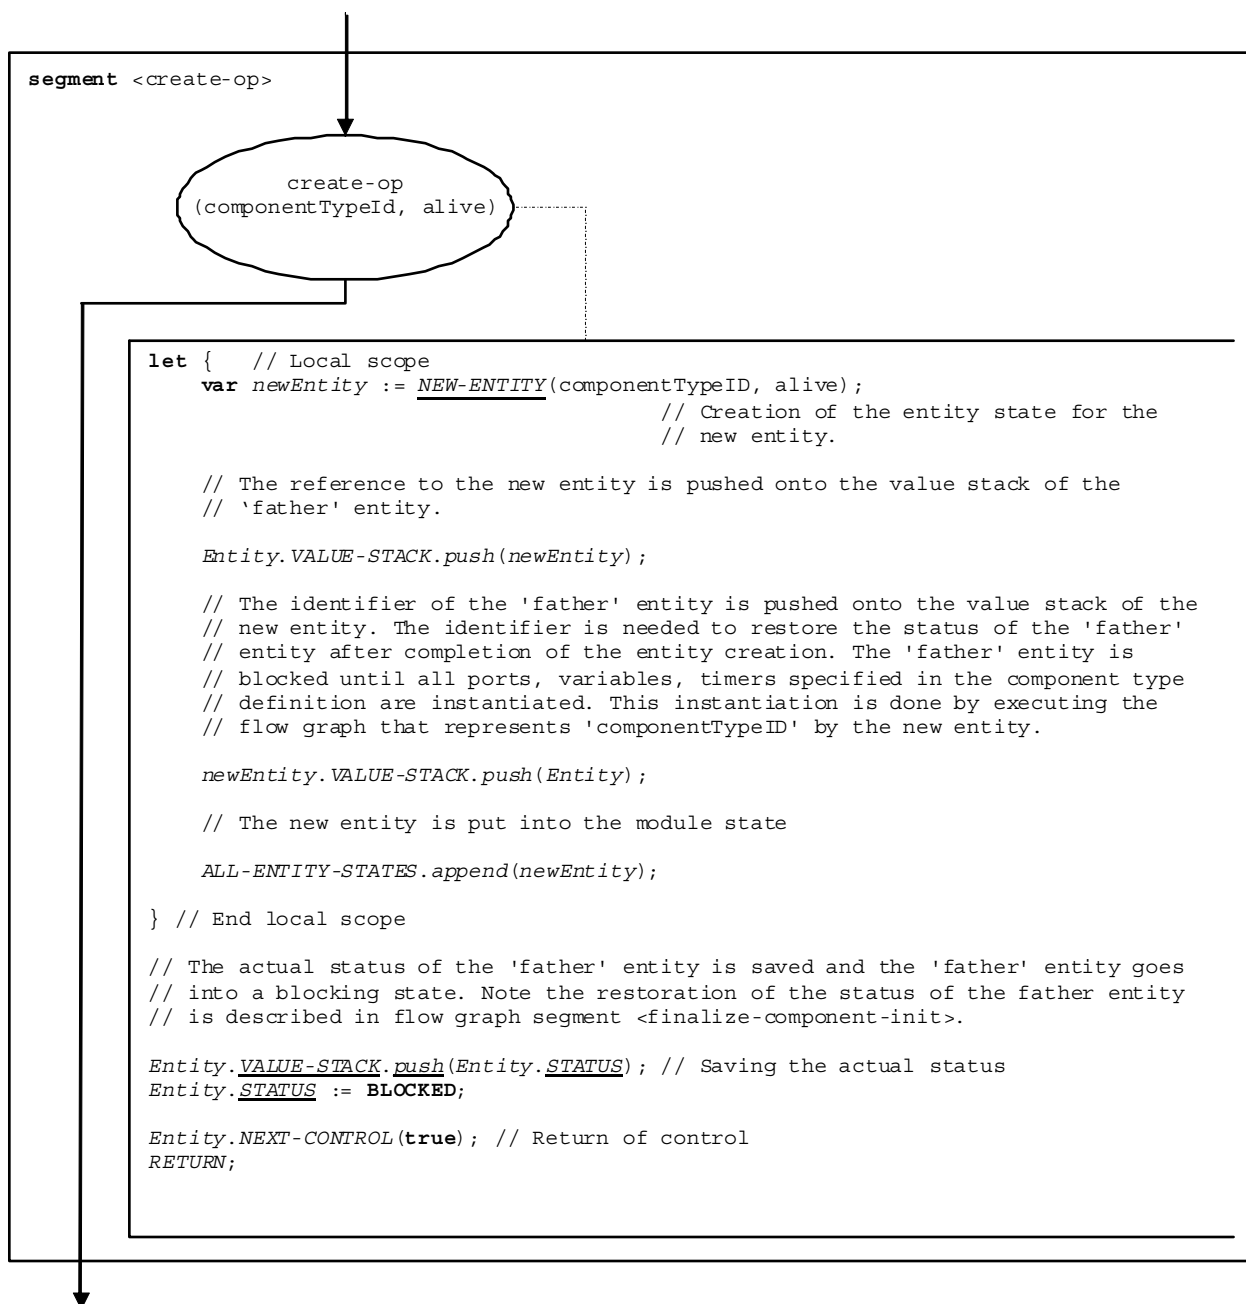 segment <create-op>
create-op
(componentTypeId, alive)
let {   // Local scope
var newEntity := NEW-ENTITY(componentTypeID, alive);
// Creation of the entity state for the
// new entity.
// The reference to the new entity is pushed onto the value stack of the
// ‘father' entity.
Entity.VALUE-STACK.push(newEntity);
// The identifier of the 'father' entity is pushed onto the value stack of the
// new entity. The identifier is needed to restore the status of the 'father'
// entity after completion of the entity creation. The 'father' entity is
// blocked until all ports, variables, timers specified in the component type
// definition are instantiated. This instantiation is done by executing the
// flow graph that represents 'componentTypeID' by the new entity.
newEntity.VALUE-STACK.push(Entity);
// The new entity is put into the module state
ALL-ENTITY-STATES.append(newEntity);
} // End local scope
// The actual status of the 'father' entity is saved and the 'father' entity goes
// into a blocking state. Note the restoration of the status of the father entity
// is described in flow graph segment <finalize-component-init>.
Entity.VALUE-STACK.push(Entity.STATUS); // Saving the actual status
Entity.STATUS := BLOCKED;
Entity.NEXT-CONTROL(true); // Return of control
RETURN;